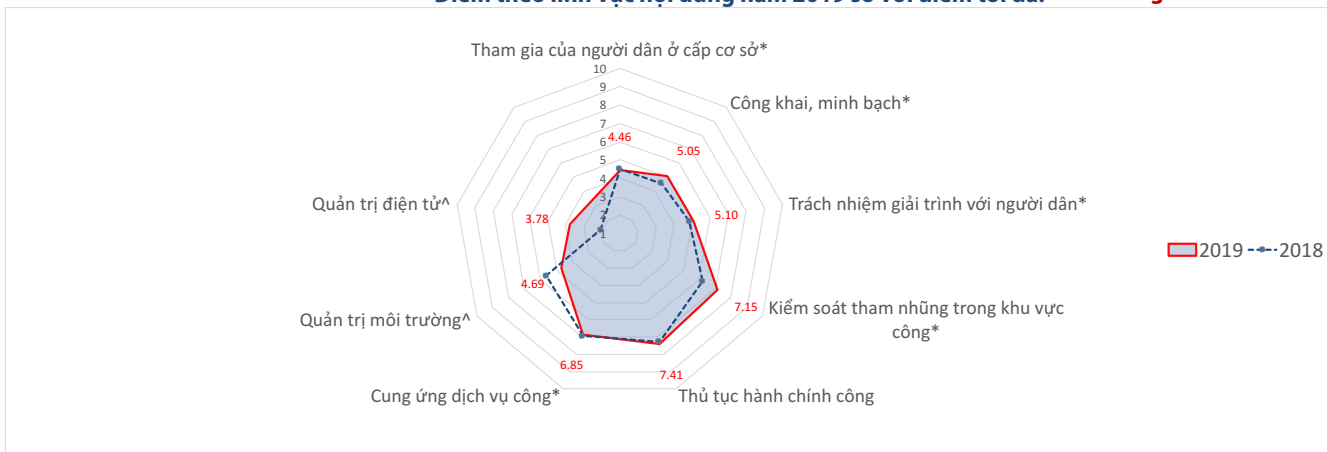 Tham gia của người dân ở cấp cơ sở*
10
9
8
7
6
5
4
3
2
1
4.46
Công khai, minh bạch*
5.05
Trách nhiệm giải trình với người dân*
5.10
Kiểm soát tham nhũng trong khu vực
công*
7.15
Thủ tục hành chính công
7.41
Cung ứng dịch vụ công*
6.85
Quản trị môi trường^
4.69
Quản trị điện tử^
3.78
2019
2018